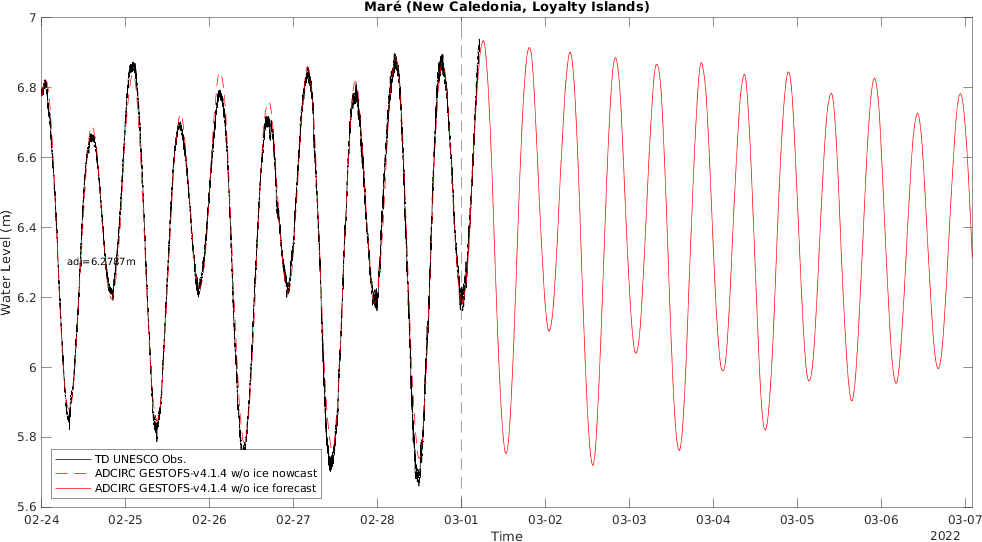 Maré (New Caledonia, Loyalty Islands)
7
6.8
6.6
6.4
6.2
6
5.8
5.6
Water Level (m)
adj=6.2787m
TD UNESCO Obs.
ADCIRC GESTOFS-v4.1.4 w/o ice nowcast
ADCIRC GESTOFS-v4.1.4 w/o ice forecast
02-24 02-25 02-26 02-27 02-28 03-01 03-02 03-03 03-04 03-05 03-06 03-07
Time
2022